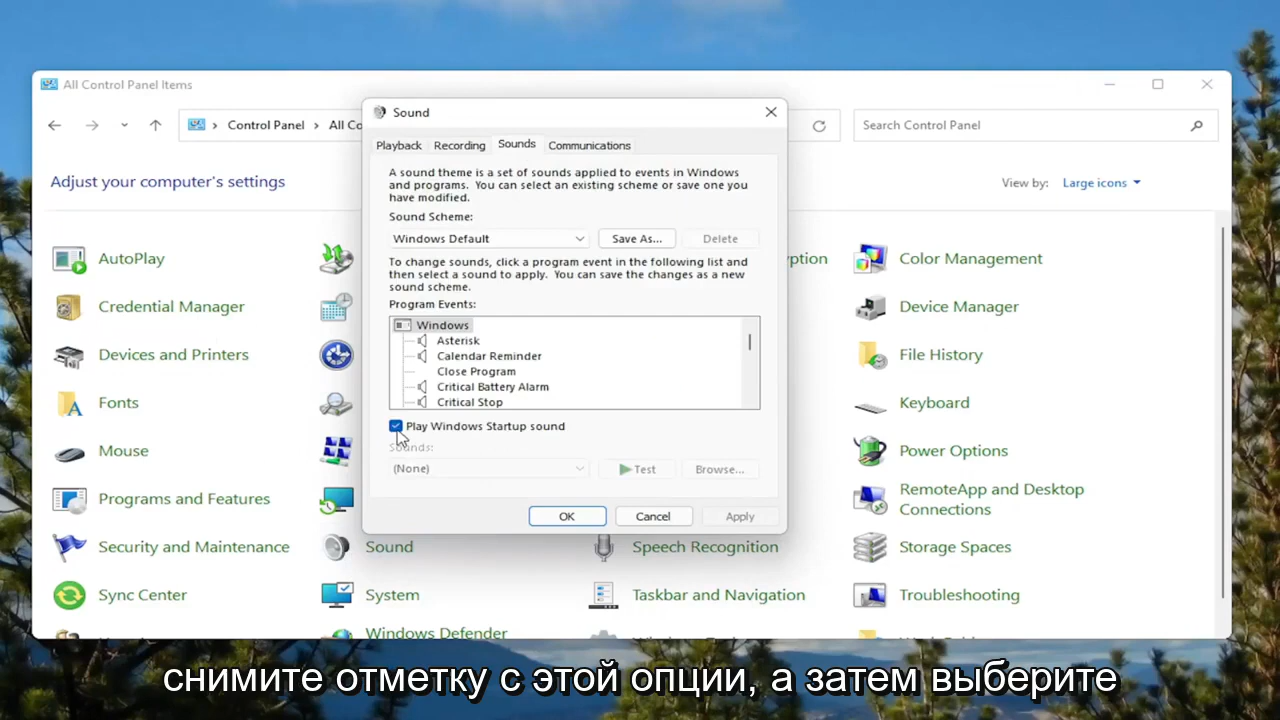 All Control Panel Items
Control Panel
All Co
Search Control Panel
Adjust your computer's settings
View by:
Large icons
Sound
Playback
Recording
Sounds
Communications
A sound theme is a set of sounds applied to events in Windows
and programs. You can select an existing scheme or save one you
have modified.
Sound Scheme:
Windows Default
Save As...
Delete
To change sounds, click a program event in the following list and
then select a sound to apply. You can save the changes as a new
sound scheme.
Program Events:
Windows
Asterisk
Calendar Reminder
Close Program
Critical Battery Alarm
Critical Stop
Play Windows Startup sound
Sounds:
(None)
Test
Browse...
OK
Cancel
Apply
AutoPlay
ption
Color Management
Credential Manager
Device Manager
Devices and Printers
File History
Fonts
Keyboard
Mouse
Power Options
Programs and Features
RemoteApp and Desktop
Connections
Security and Maintenance
Sound
Speech Recognition
Storage Spaces
Sync Center
System
Taskbar and Navigation
Troubleshooting
Windows Defender
снимите отметку с этой опции, а затем выберите